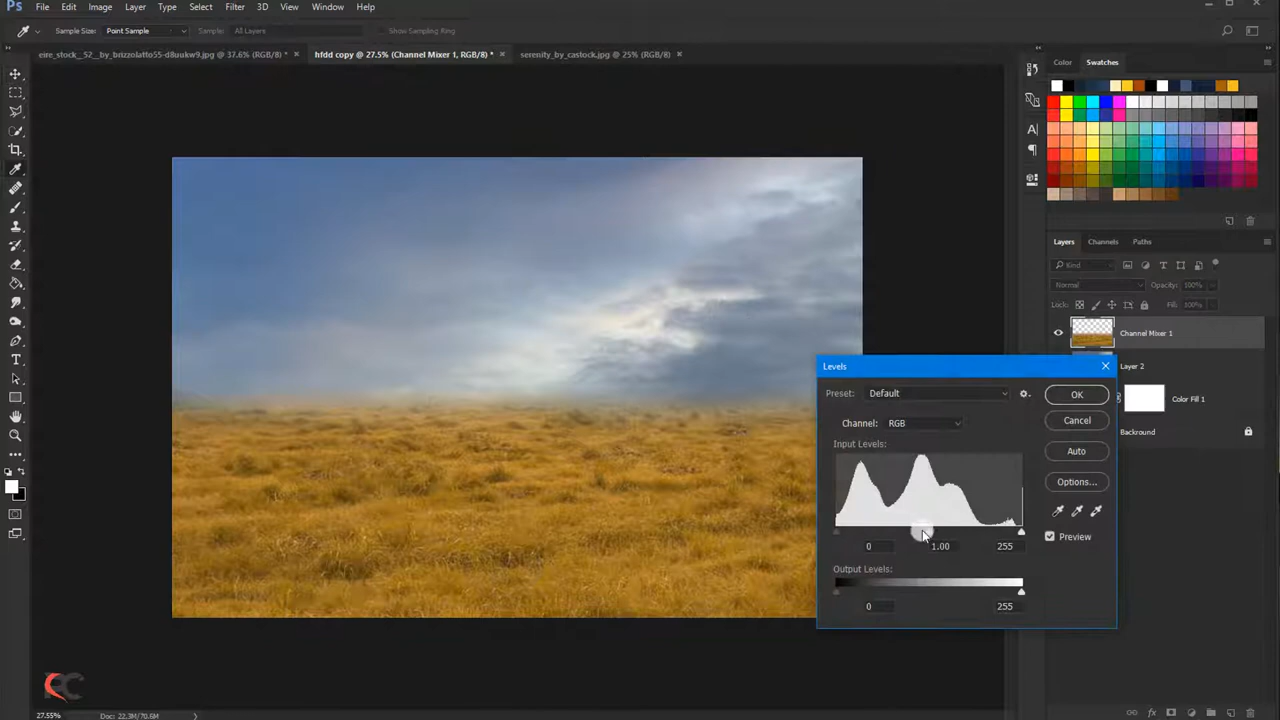 Ps File Edit Image Layer Type Select Filter 3D View Window Help
Sample Size: Point Sample Sample: All Layers Show Sampling Ring
eire_stock__52__by_brizzolatto55-d8uukw9.jpg @ 37.6% (RGB/8) * × hfdd copy @ 27.5% (Channel Mixer 1, RGB/8) * × serenity_by_castock.jpg @ 25% (RGB/8) ×
Color Swatches
Layers Channels Paths
Kind
Normal Opacity: 100%
Lock: Fill: 100%
Channel Mixer 1
Layer 2
Color Fill 1
Background
Levels
Preset: Default
OK
Channel: RGB
Cancel
Input Levels:
Auto
Options...
Preview
0 1.00 255
Output Levels:
0 255
RC
27.55% Doc: 22.3M/70.6M